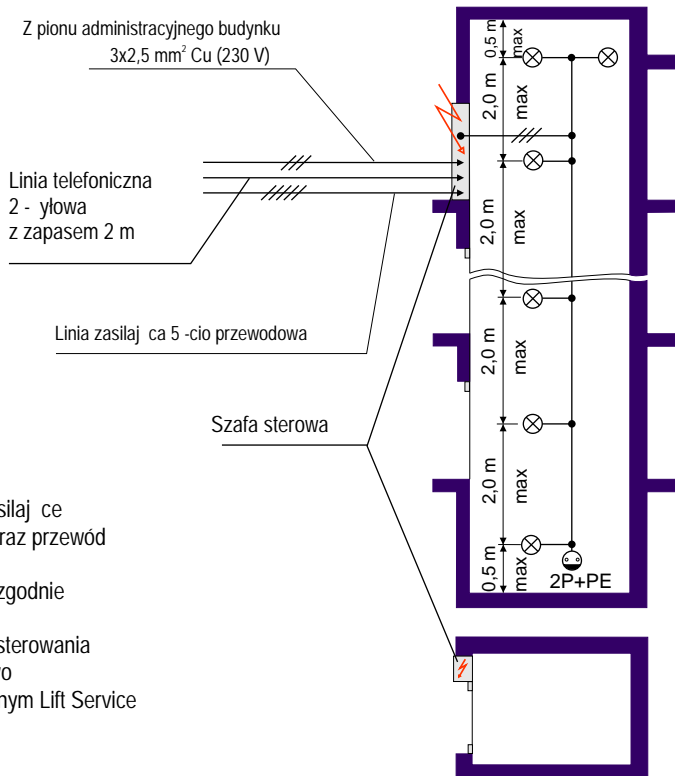 Z pionu administracyjnego budynku
3x2,5 mm² Cu (230 V)
Linia telefoniczna
2 - yłowa
z zapasem 2 m
Linia zasilaj ca 5 -cio przewodowa
Szafa sterowa
silaj ce
raz przewód
zgodnie
sterowania
vo
nym Lift Service
0,5 m
max
2,0 m
max
2,0 m
max
2,0 m
max
2,0 m
max
0,5 m
max
2P+PE